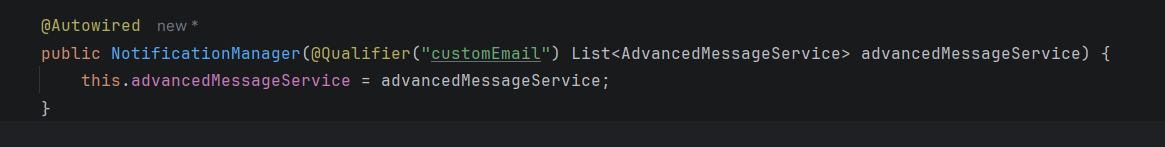 @Autowired new *
public NotificationManager(@Qualifier("customEmail") List<AdvancedMessageService> advancedMessageService) {
    this.advancedMessageService = advancedMessageService;
}